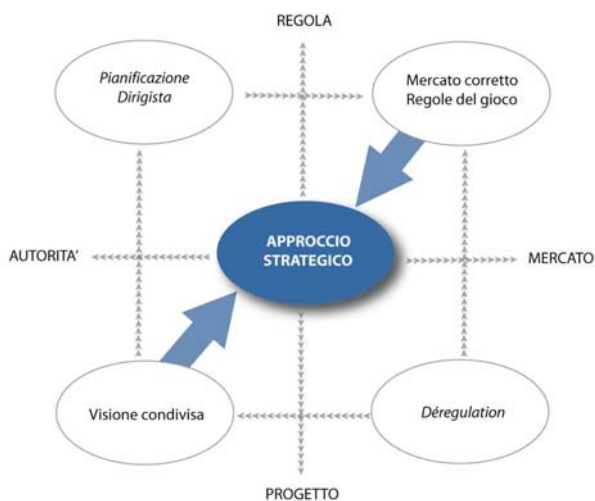 REGOLA
Pianificazione
Dirigista
Mercato corretto
Regole del gioco
APPROCCIO
STRATEGICO
AUTORITA'
MERCATO
Visione condivisa
Déregulation
PROGETTO